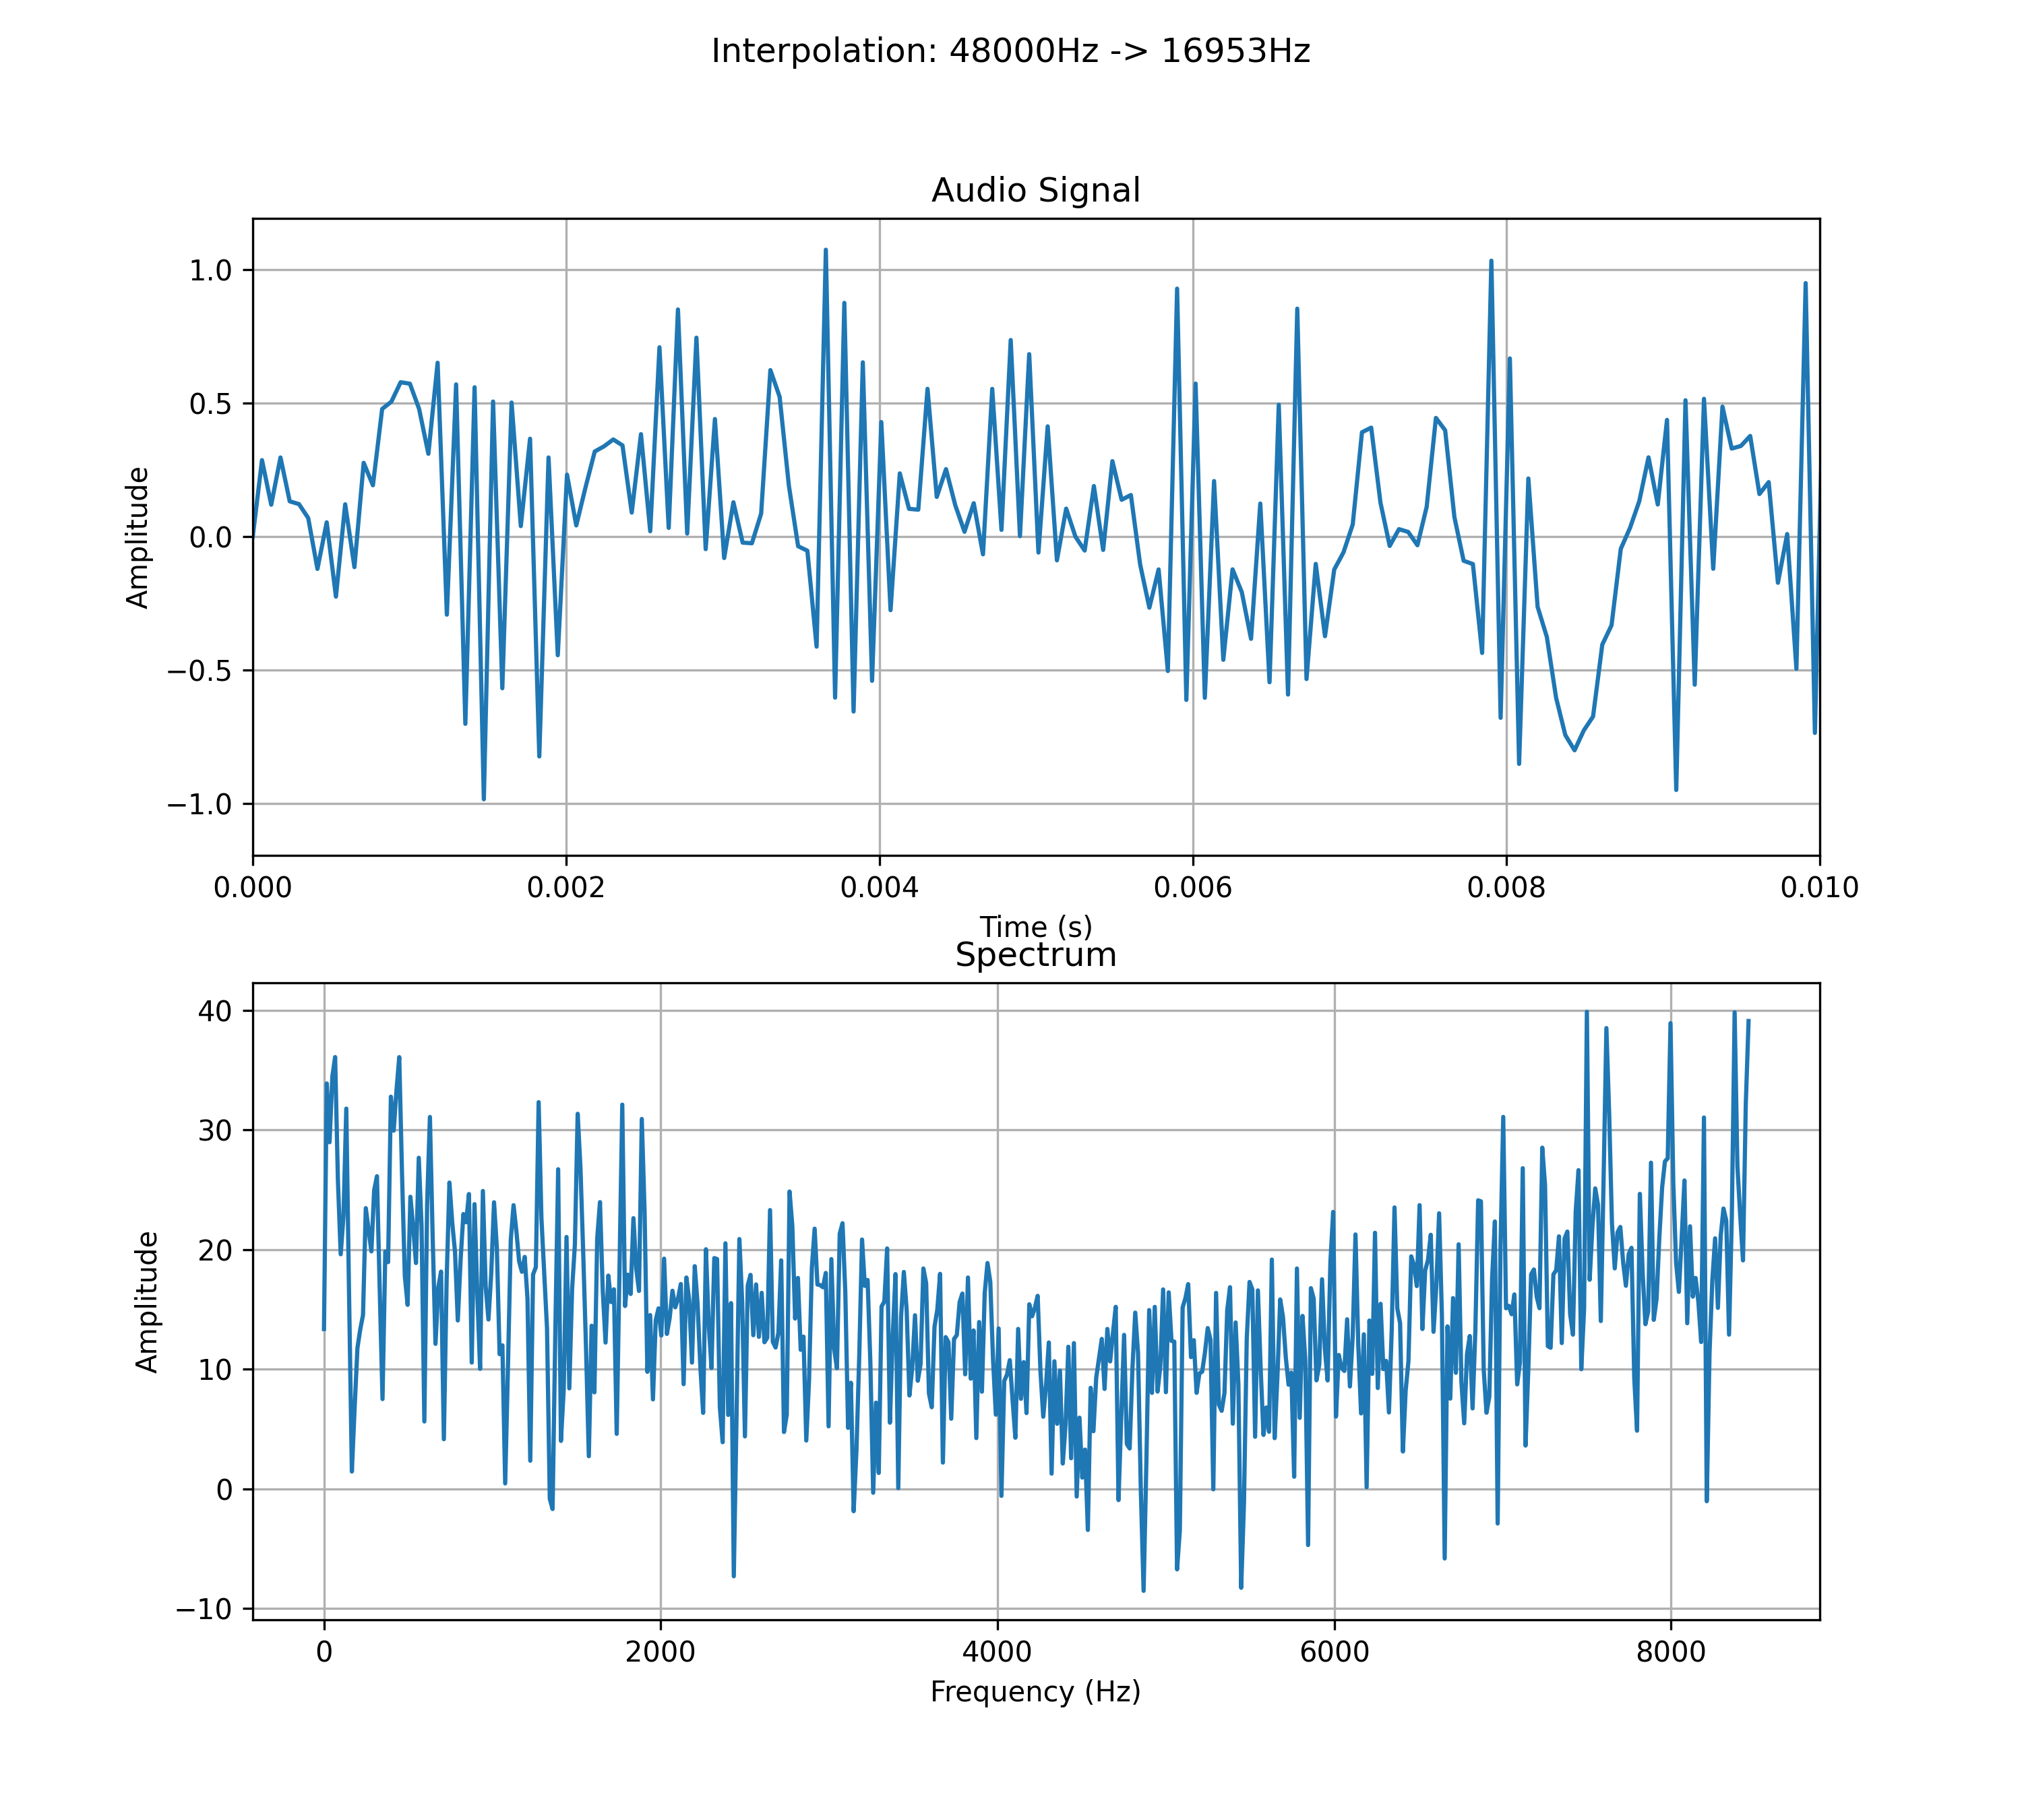 Interpolation: 48000Hz -> 16953Hz
Audio Signal
1.0
0.5
0.0
−0.5
−1.0
Amplitude
0.000 0.002 0.004 0.006 0.008 0.010
Time (s)
Spectrum
40
30
20
10
0
−10
Amplitude
0 2000 4000 6000 8000
Frequency (Hz)